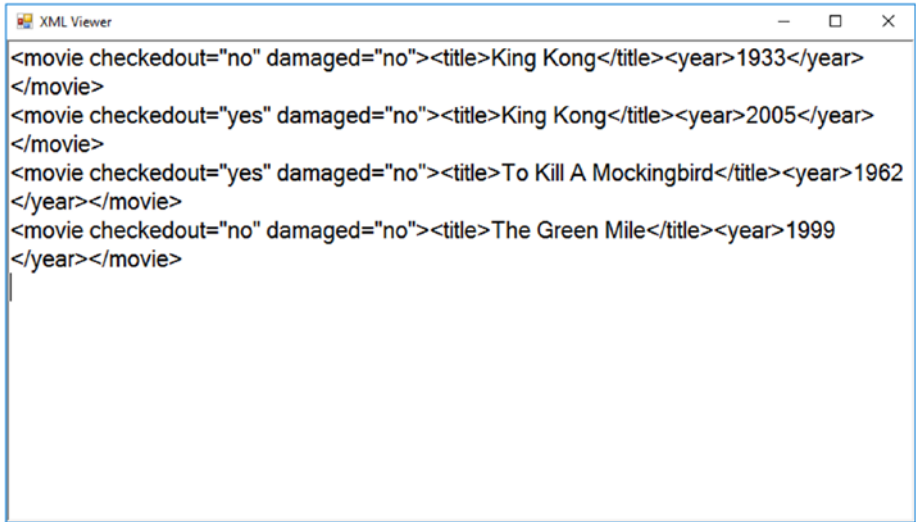 XML Viewer
<movie checkedout="no" damaged="no"><title>King Kong</title><year>1933</year>
</movie>
<movie checkedout="yes" damaged="no"><title>King Kong</title><year>2005</year>
</movie>
<movie checkedout="yes" damaged="no"><title>To Kill A Mockingbird</title><year>1962
</year></movie>
<movie checkedout="no" damaged="no"><title>The Green Mile</title><year>1999
</year></movie>